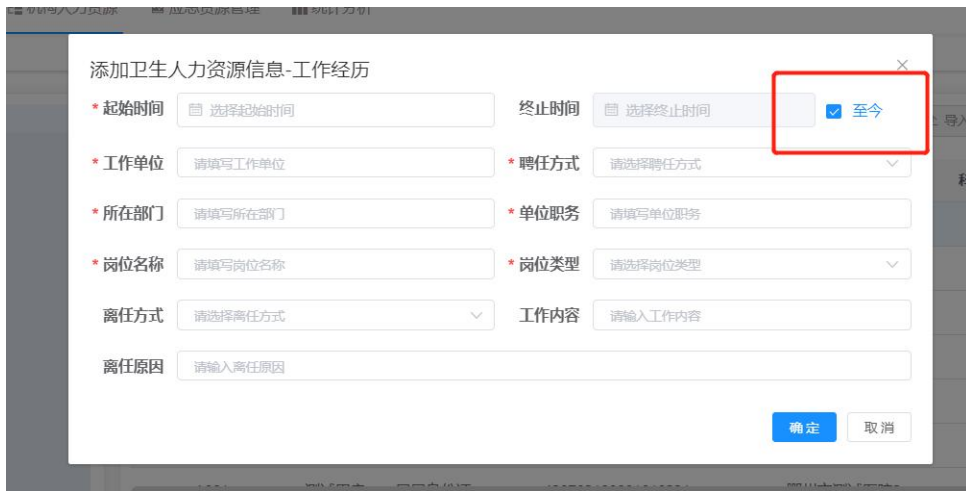 机构人力资源 应急资源管理 统计分析
添加卫生人力资源信息-工作经历
* 起始时间 选择起始时间 终止时间 选择终止时间 至今
* 工作单位 请填写工作单位 * 聘任方式 请选择聘任方式
* 所在部门 请填写所在部门 * 单位职务 请填写单位职务
* 岗位名称 请填写岗位名称 * 岗位类型 请选择岗位类型
离任方式 请选择离任方式 工作内容 请输入工作内容
离任原因 请输入离任原因
确定 取消